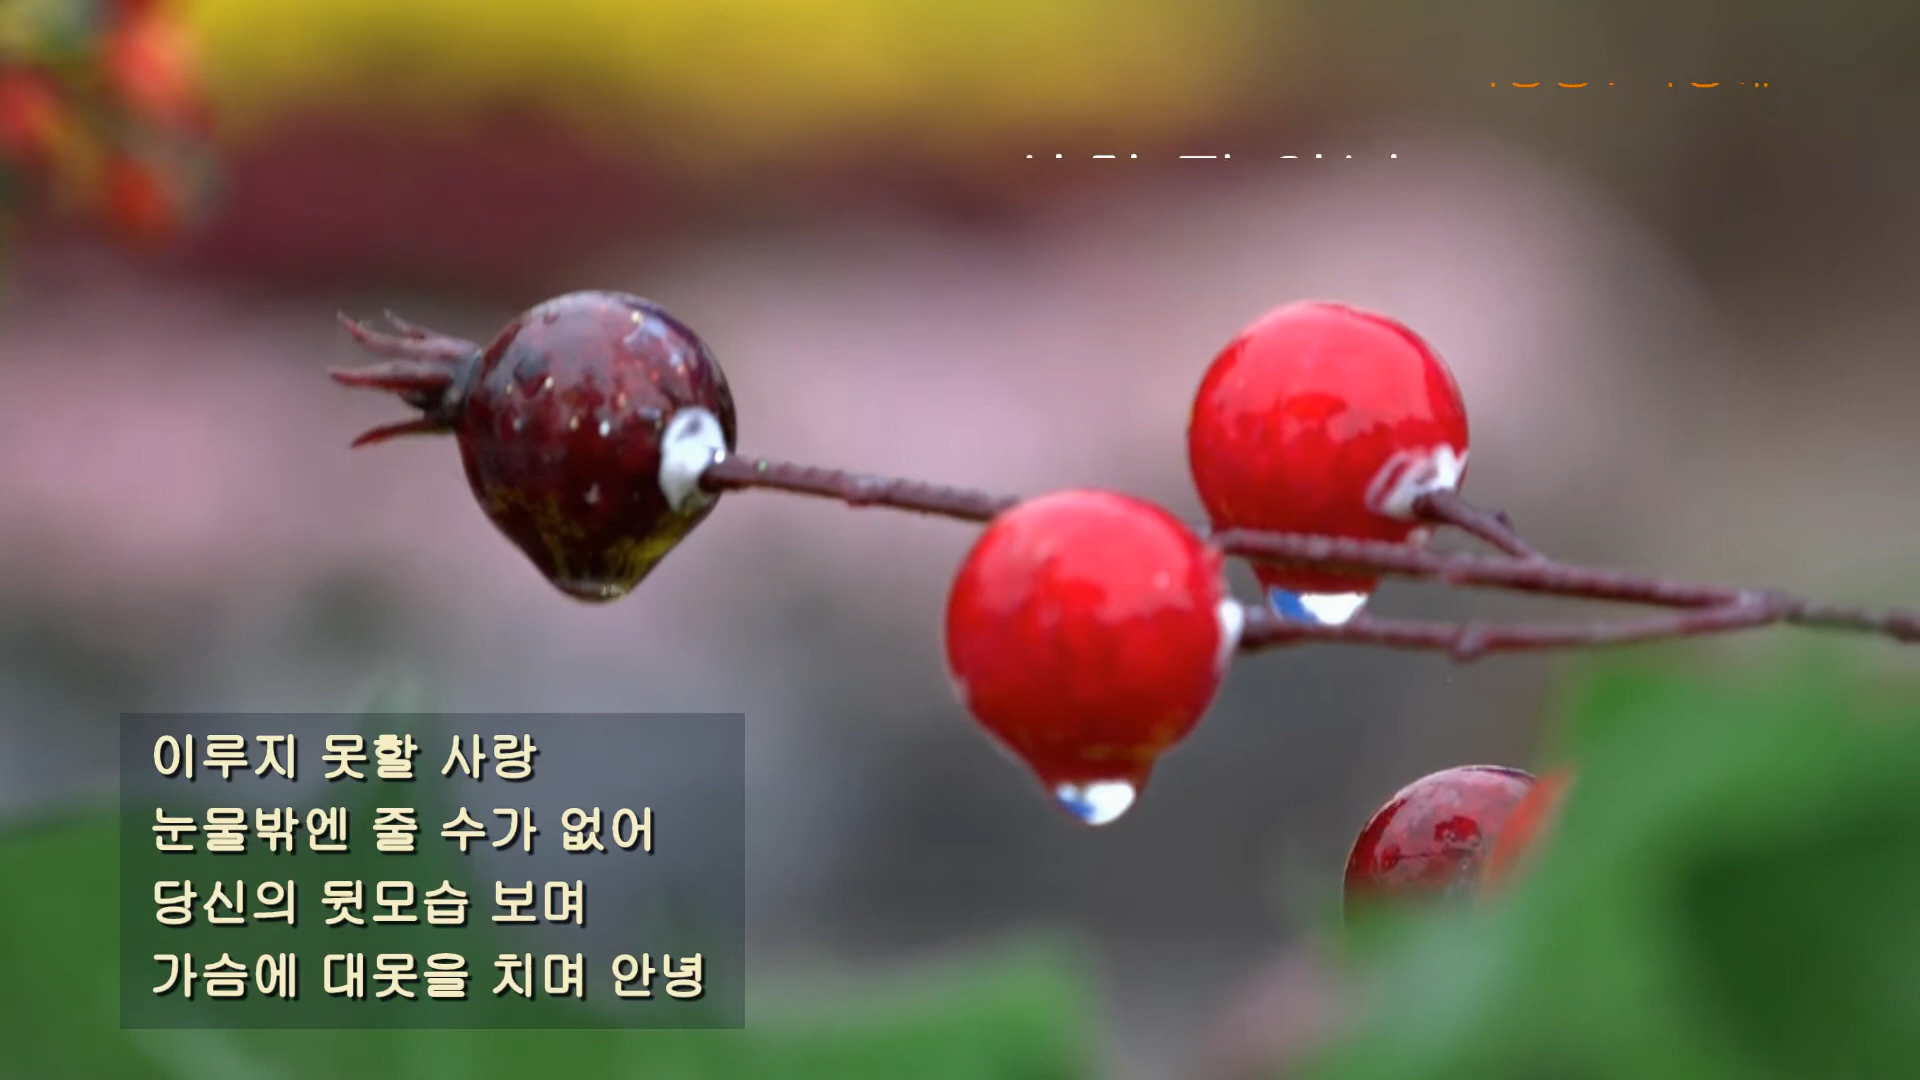 이루지 못할 사랑
눈물밖엔 줄 수가 없어
당신의 뒷모습 보며
가슴에 대못을 치며 안녕